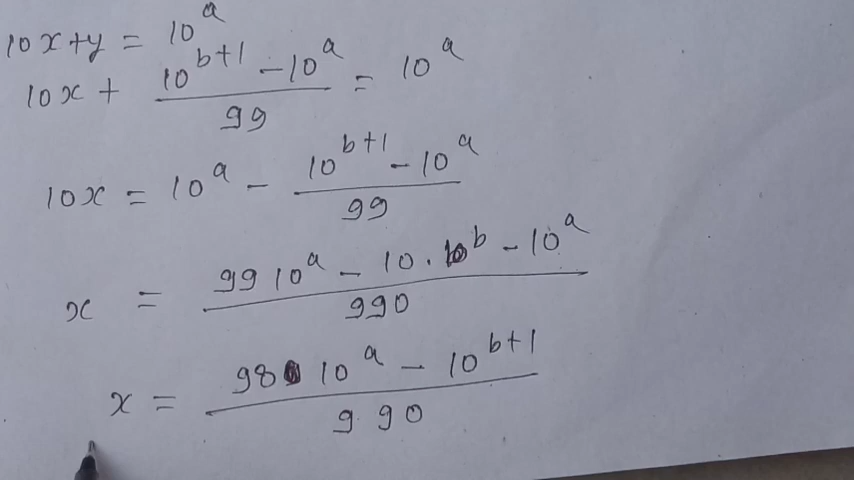 10x+y = 10^a
10x + (10^{b+1} - 10^a)/99 = 10^a
10x = 10^a - (10^{b+1} - 10^a)/99
x = (99 10^a - 10.10^b - 10^a)/990
x = (98 10^a - 10^{b+1})/990